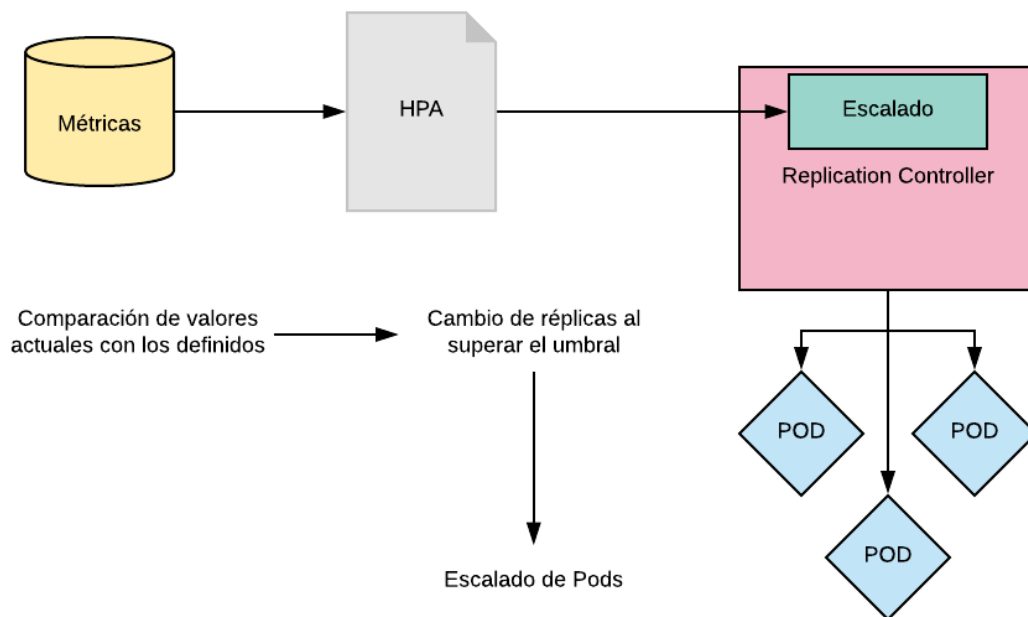 Métricas
HPA
Escalado
Replication Controller
Comparación de valores
actuales con los definidos
Cambio de réplicas al
superar el umbral
POD
POD
POD
Escalado de Pods